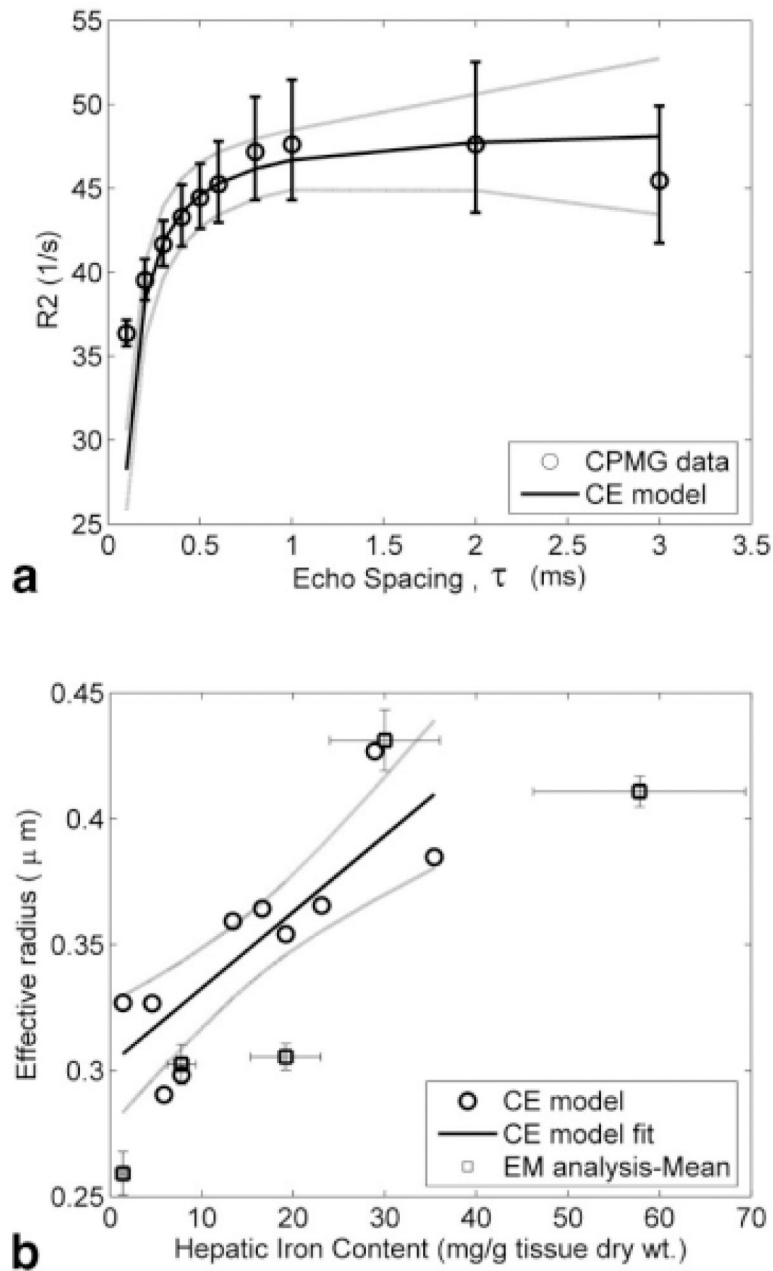 55
50
45
40
35
30
25
R2 (1/s)
CPMG data
CE model
0 0.5 1 1.5 2 2.5 3 3.5
Echo Spacing , τ (ms)
a
0.45
0.4
0.35
0.3
0.25
Effective radius ( μ m)
CE model
CE model fit
EM analysis-Mean
0 10 20 30 40 50 60 70
Hepatic Iron Content (mg/g tissue dry wt.)
b